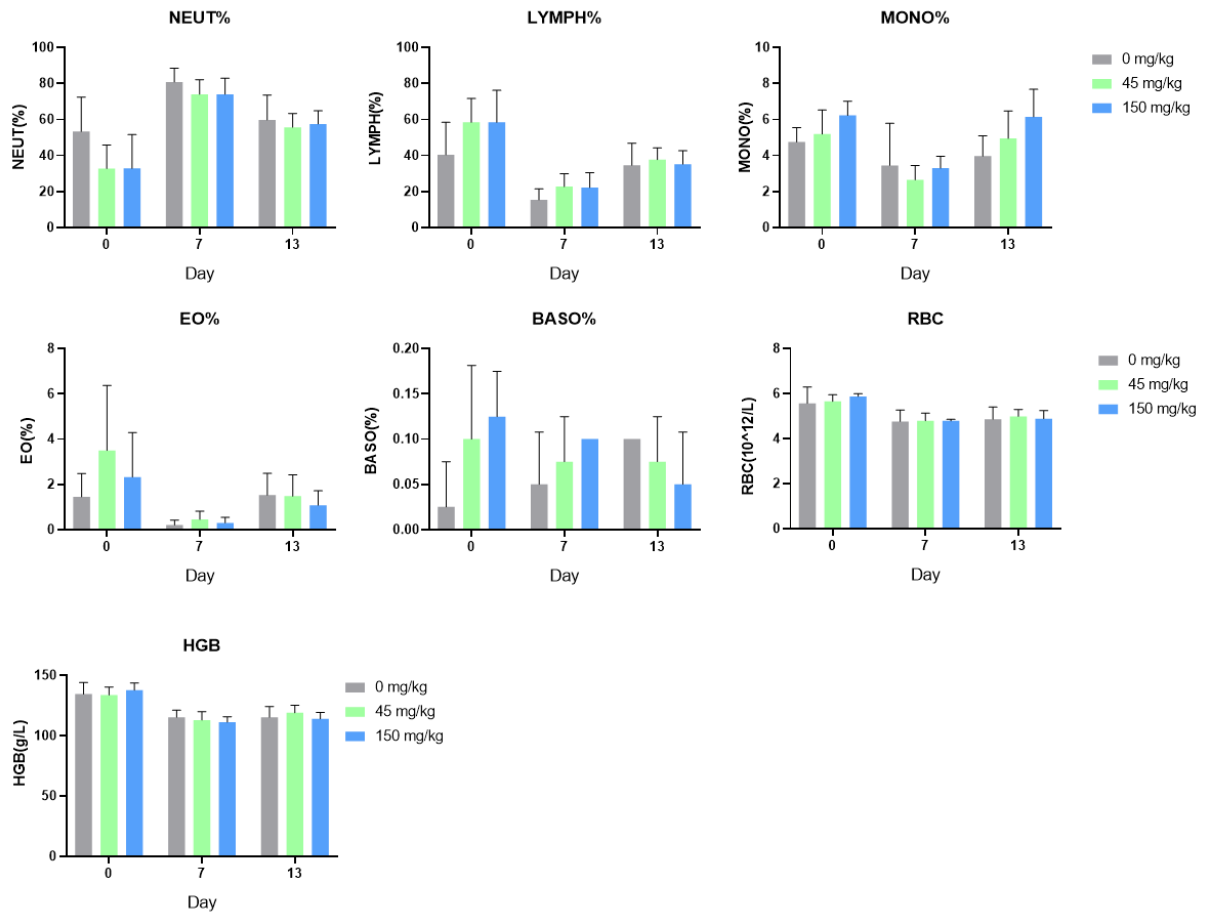 NEUT%
LYMPH%
MONO%
NEUT(%)
100
80
60
40
20
0
0 7 13
Day
LYMPH(%)
100
80
60
40
20
0
0 7 13
Day
MONO(%)
10
8
6
4
2
0
0 7 13
Day
0 mg/kg
45 mg/kg
150 mg/kg
EO%
BASO%
RBC
EO(%)
8
6
4
2
0
0 7 13
Day
BASO(%)
0.20
0.15
0.10
0.05
0.00
0 7 13
Day
RBC(10^12/L)
8
6
4
2
0
0 7 13
Day
0 mg/kg
45 mg/kg
150 mg/kg
HGB
HGB(g/L)
150
100
50
0
0 7 13
Day
0 mg/kg
45 mg/kg
150 mg/kg